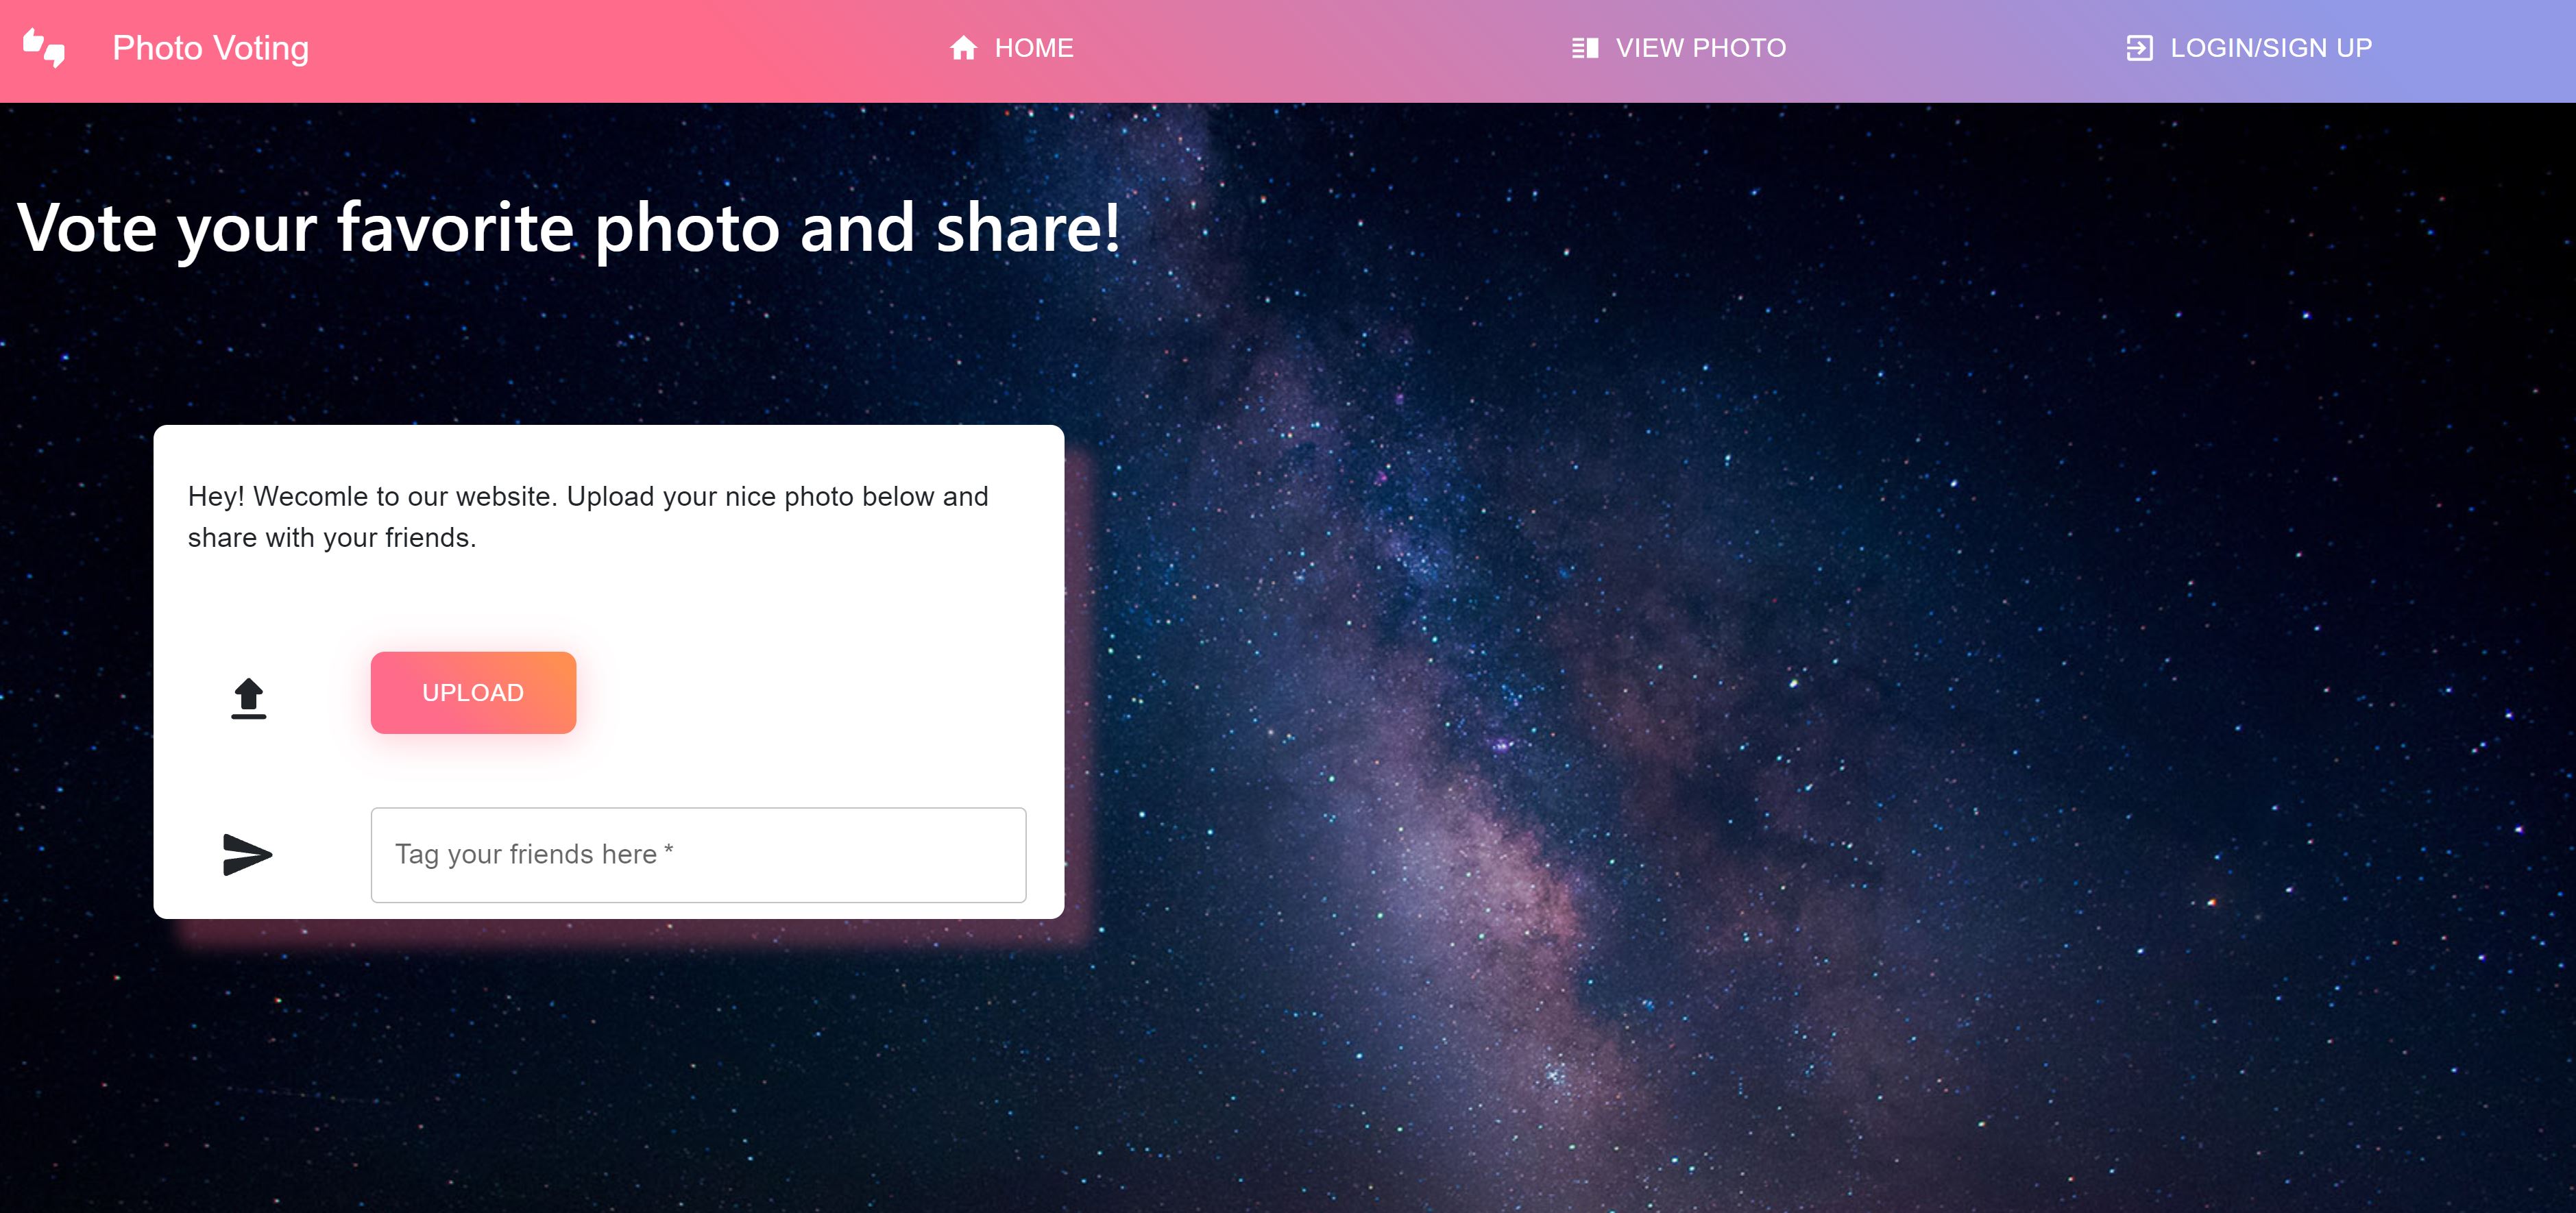 Photo Voting
HOME
VIEW PHOTO
LOGIN/SIGN UP
Vote your favorite photo and share!
Hey! Wecomle to our website. Upload your nice photo below and
share with your friends.
UPLOAD
Tag your friends here *